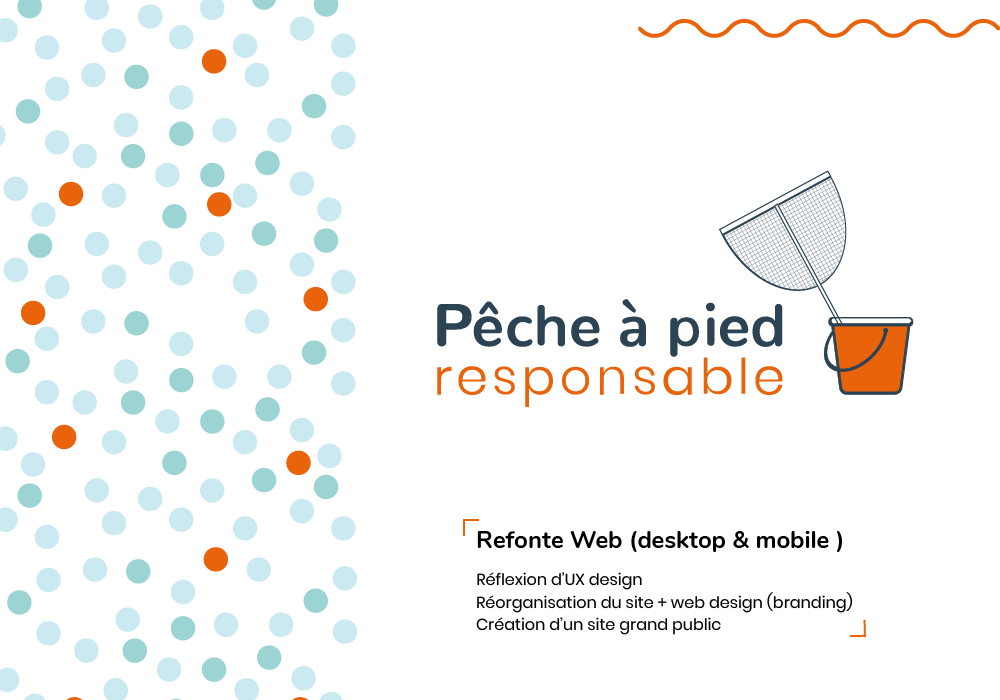 Pêche à pied
responsable
Refonte Web (desktop & mobile )
Réflexion d'UX design
Réorganisation du site + web design (branding)
Création d'un site grand public